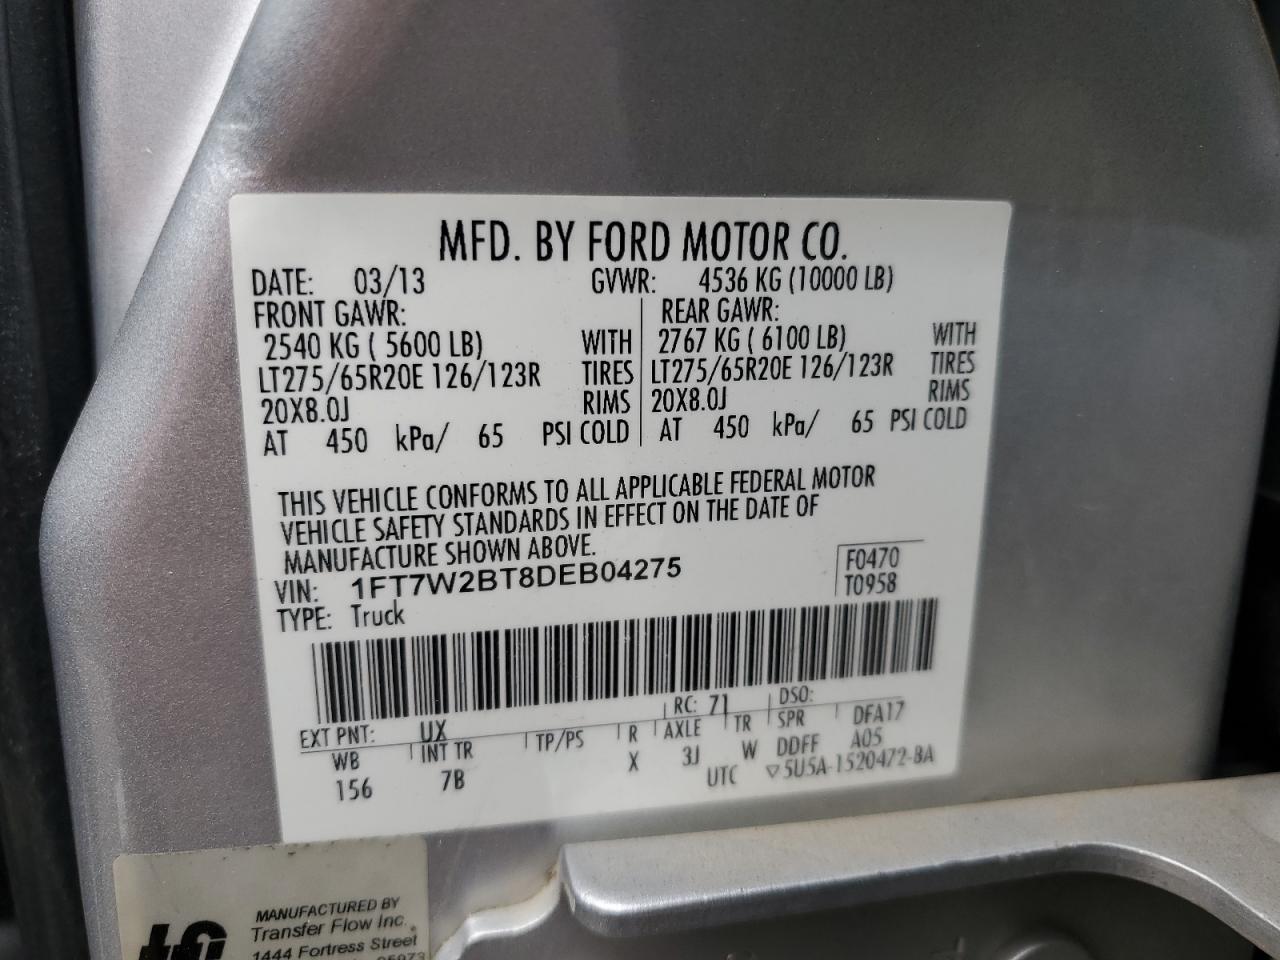 MFD. BY FORD MOTOR CO.
DATE: 03/13 GVWR: 4536 KG (10000 LB)
FRONT GAWR: REAR GAWR:
2540 KG ( 5600 LB) WITH 2767 KG ( 6100 LB) WITH
LT275/65R20E 126/123R TIRES LT275/65R20E 126/123R TIRES
20X8.0J RIMS 20X8.0J RIMS
AT 450 kPa/ 65 PSI COLD AT 450 kPa/ 65 PSI COLD
THIS VEHICLE CONFORMS TO ALL APPLICABLE FEDERAL MOTOR
VEHICLE SAFETY STANDARDS IN EFFECT ON THE DATE OF
MANUFACTURE SHOWN ABOVE.
VIN: 1FT7W2BT8DEB04275 F0470
TYPE: Truck T0958
EXT PNT: UX RC: 71 DSO:
WB INT TR TP/PS R AXLE TR SPR DFA17
156 7B X 3J W DDFF A05
UTC ▽5U5A-1520472-BA
MANUFACTURED BY
Transfer Flow Inc.
1444 Fortress Street